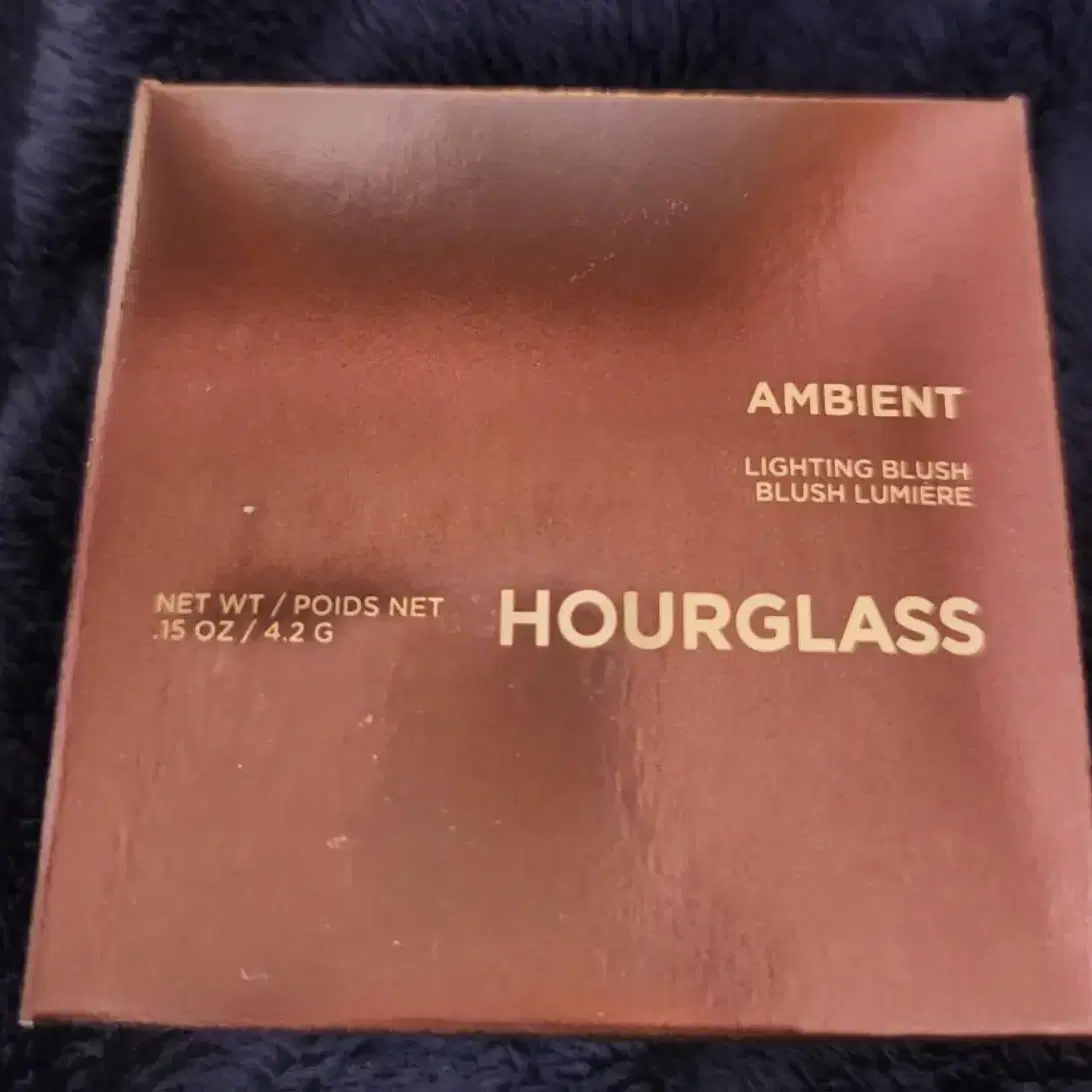 AMBIENT
LIGHTING BLUSH
BLUSH LUMIÈRE
NET WT / POIDS NET
.15 OZ / 4.2 G
HOURGLASS